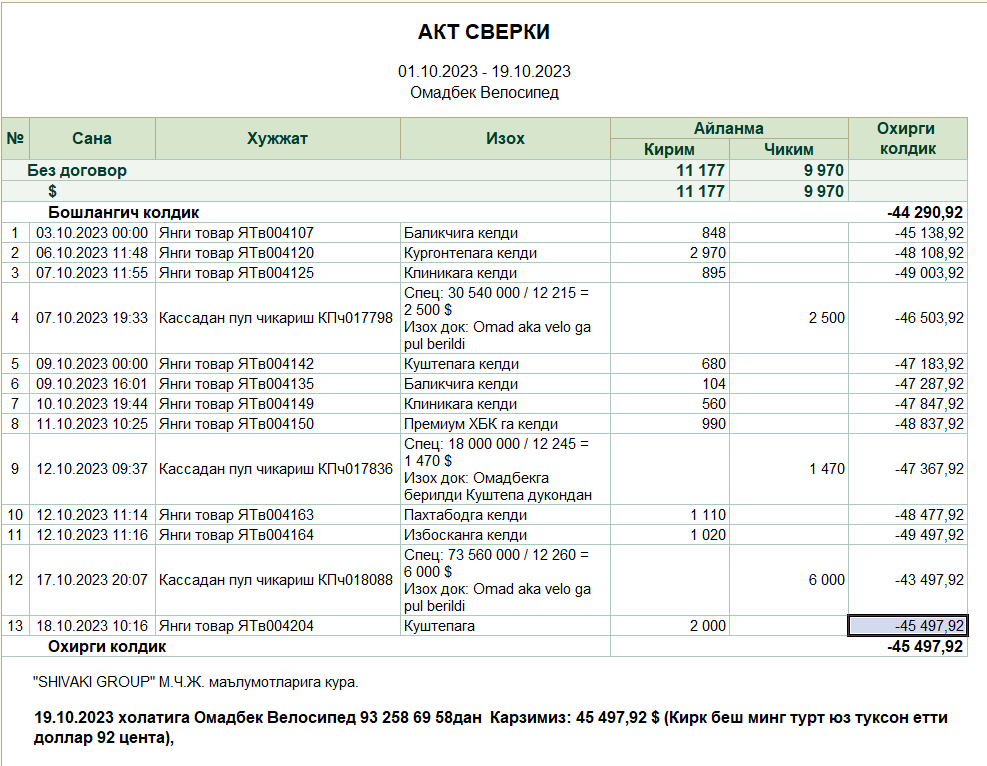 АКТ СВЕРКИ
01.10.2023 - 19.10.2023
Омадбек Велосипед
№ Сана Хужжат Изох Айланма Охирги колдик
Кирим Чиким
Без договор 11 177 9 970
$ 11 177 9 970
Бошлангич колдик -44 290,92
1 03.10.2023 00:00 Янги товар ЯТв004107 Баликчига келди 848 -45 138,92
2 06.10.2023 11:48 Янги товар ЯТв004120 Кургонтепага келди 2 970 -48 108,92
3 07.10.2023 11:55 Янги товар ЯТв004125 Клиникага келди 895 -49 003,92
4 07.10.2023 19:33 Кассадан пул чикариш КПч017798 Спец: 30 540 000 / 12 215 =
2 500 $
Изох док: Omad aka velo ga
pul berildi 2 500 -46 503,92
5 09.10.2023 00:00 Янги товар ЯТв004142 Куштепага келди 680 -47 183,92
6 09.10.2023 16:01 Янги товар ЯТв004135 Баликчига келди 104 -47 287,92
7 10.10.2023 19:44 Янги товар ЯТв004149 Клиникага келди 560 -47 847,92
8 11.10.2023 10:25 Янги товар ЯТв004150 Премиум ХБК га келди 990 -48 837,92
9 12.10.2023 09:37 Кассадан пул чикариш КПч017836 Спец: 18 000 000 / 12 245 =
1 470 $
Изох док: Омадбекга
берилди Куштепа дукондан 1 470 -47 367,92
10 12.10.2023 11:14 Янги товар ЯТв004163 Пахтабодга келди 1 110 -48 477,92
11 12.10.2023 11:16 Янги товар ЯТв004164 Избосканга келди 1 020 -49 497,92
12 17.10.2023 20:07 Кассадан пул чикариш КПч018088 Спец: 73 560 000 / 12 260 =
6 000 $
Изох док: Omad aka velo ga
pul berildi 6 000 -43 497,92
13 18.10.2023 10:16 Янги товар ЯТв004204 Куштепага 2 000 -45 497,92
Охирги колдик -45 497,92
"SHIVAKI GROUP" М.Ч.Ж. маълумотларига кура.
19.10.2023 холатига Омадбек Велосипед 93 258 69 58дан Карзимиз: 45 497,92 $ (Кирк беш минг турт юз туксон етти
доллар 92 цента),